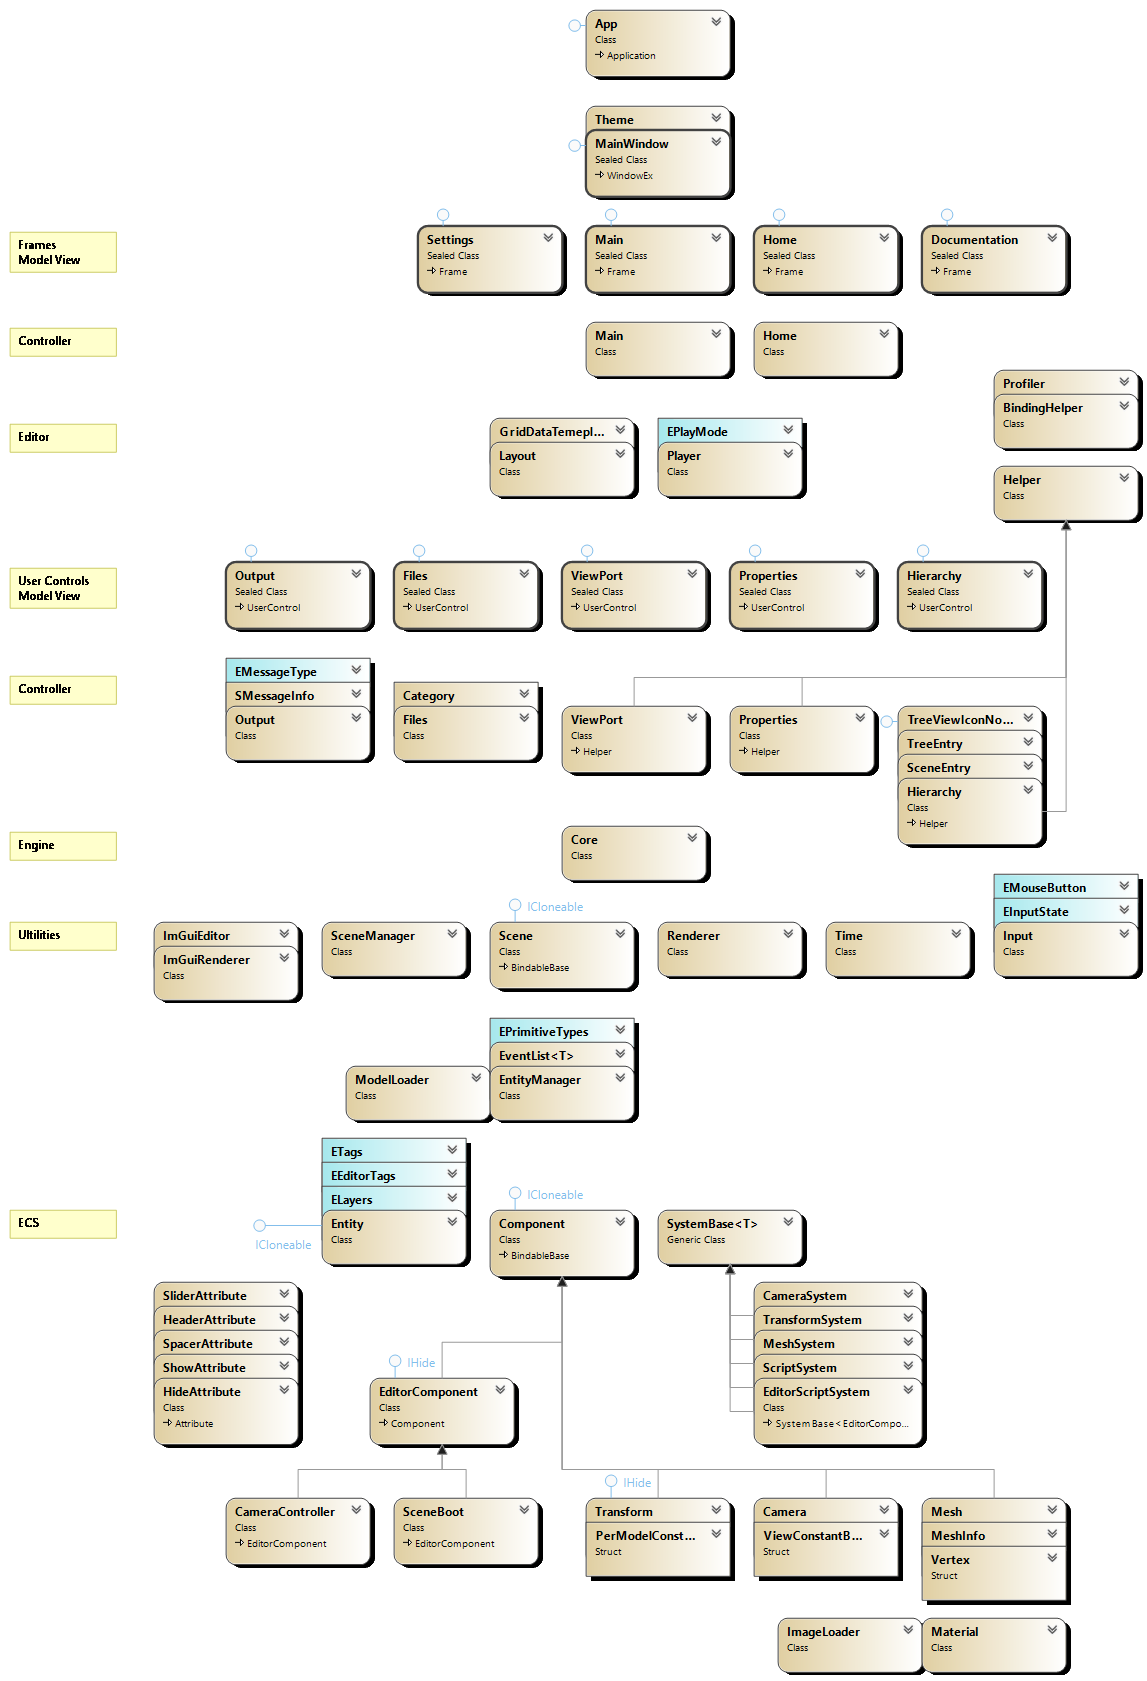 App
Class
Application
Theme
MainWindow
Sealed Class
WindowEx
Frames
Model View
Settings
Sealed Class
Frame
Main
Sealed Class
Frame
Home
Sealed Class
Frame
Documentation
Sealed Class
Frame
Controller
Main
Class
Home
Class
Profiler
BindingHelper
Class
Editor
GridDataTemepl...
Layout
Class
EPlayMode
Player
Class
Helper
Class
User Controls
Model View
Output
Sealed Class
UserControl
Files
Sealed Class
UserControl
ViewPort
Sealed Class
UserControl
Properties
Sealed Class
UserControl
Hierarchy
Sealed Class
UserControl
Controller
EMessageType
SMessageInfo
Output
Class
Category
Files
Class
ViewPort
Class
Helper
Properties
Class
Helper
TreeViewIconNo...
TreeEntry
SceneEntry
Hierarchy
Class
Helper
Engine
Core
Class
EMouseButton
EInputState
Input
Class
Ultilities
ImGuiEditor
ImGuiRenderer
Class
SceneManager
Class
ICloneable
Scene
Class
BindableBase
Renderer
Class
Time
Class
EPrimitiveTypes
EventList<T>
EntityManager
Class
ModelLoader
Class
ETags
EEditorTags
ELayers
Entity
Class
ICloneable
ECS
ICloneable
Component
Class
BindableBase
SystemBase<T>
Generic Class
SliderAttribute
HeaderAttribute
SpacerAttribute
ShowAttribute
HideAttribute
Class
Attribute
IHide
EditorComponent
Class
Component
CameraSystem
TransformSystem
MeshSystem
ScriptSystem
EditorScriptSystem
Class
SystemBase<EditorCompo...
CameraController
Class
EditorComponent
SceneBoot
Class
EditorComponent
IHide
Transform
PerModelConst...
Struct
Camera
ViewConstantB...
Struct
Mesh
MeshInfo
Vertex
Struct
ImageLoader
Class
Material
Class